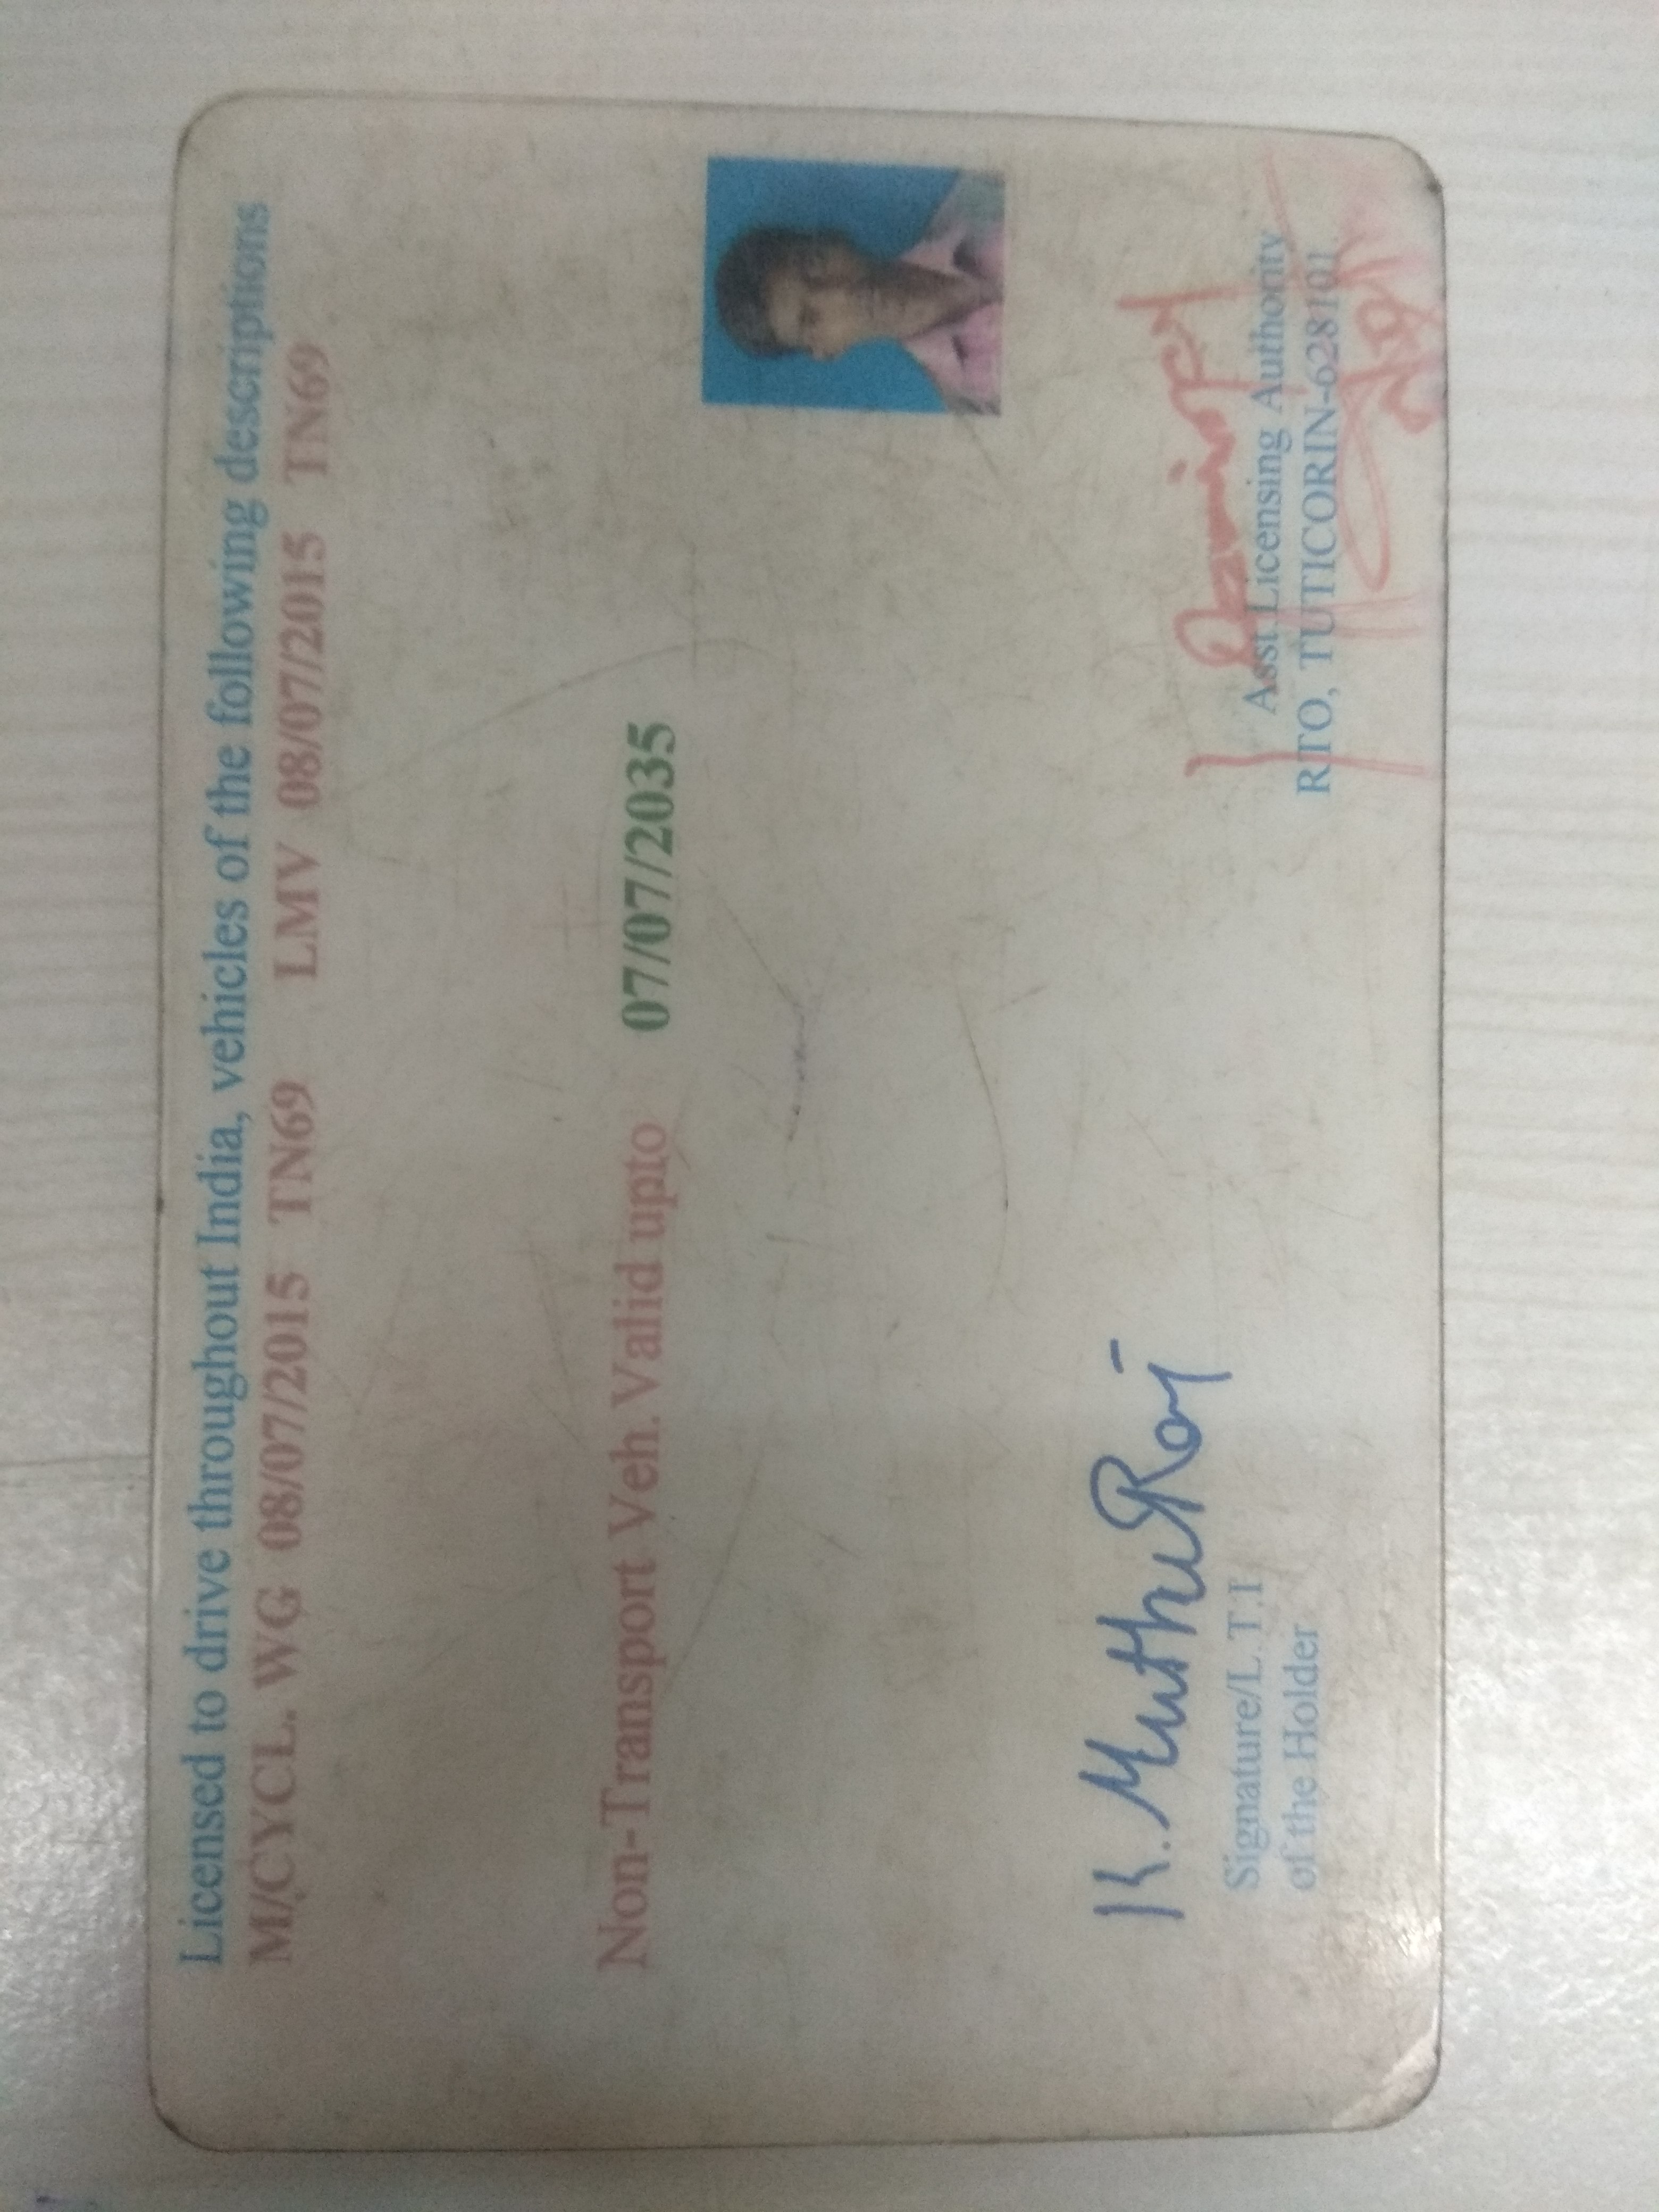 Licensed to drive throughout India, vehicles of the following descriptions
M/CYCL. WG 08/07/2015 TN69 LMV 08/07/2015 TN69
Non-Transport Veh. Valid upto 07/07/2035
K. Muthu Raj
Signature/L.T.I
of the Holder
Asst Licensing Authority
RTO, TUTICORIN-628101.